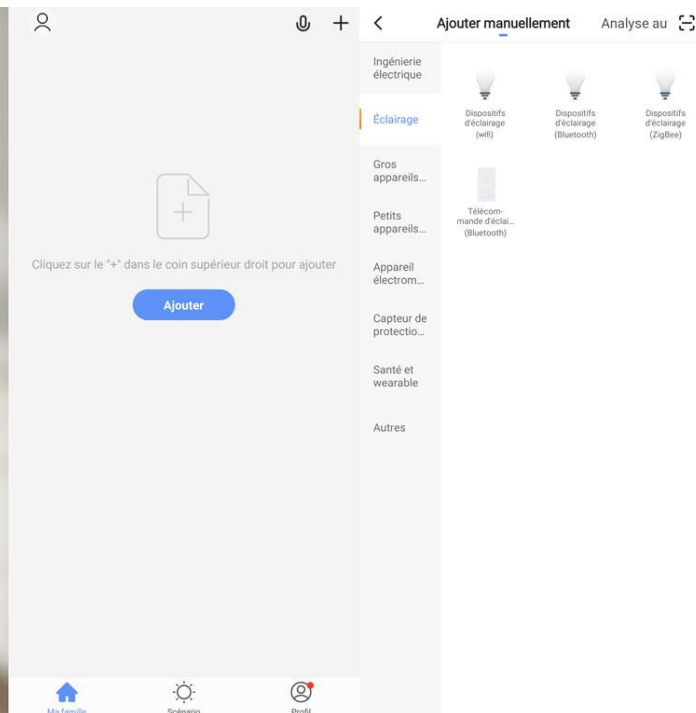 Cliquez sur le "+" dans le coin supérieur droit pour ajouter
Ajouter
Ma famille
Scénario
Profil
Ajouter manuellement
Analyse au
Ingénierie
électrique
Éclairage
Gros
appareils...
Petits
appareils...
Appareil
électrom...
Capteur de
protectio...
Santé et
wearable
Autres
Dispositifs
d'éclairage
(wifi)
Dispositifs
d'éclairage
(Bluetooth)
Dispositifs
d'éclairage
(ZigBee)
Télécom-
mande d'éclai...
(Bluetooth)